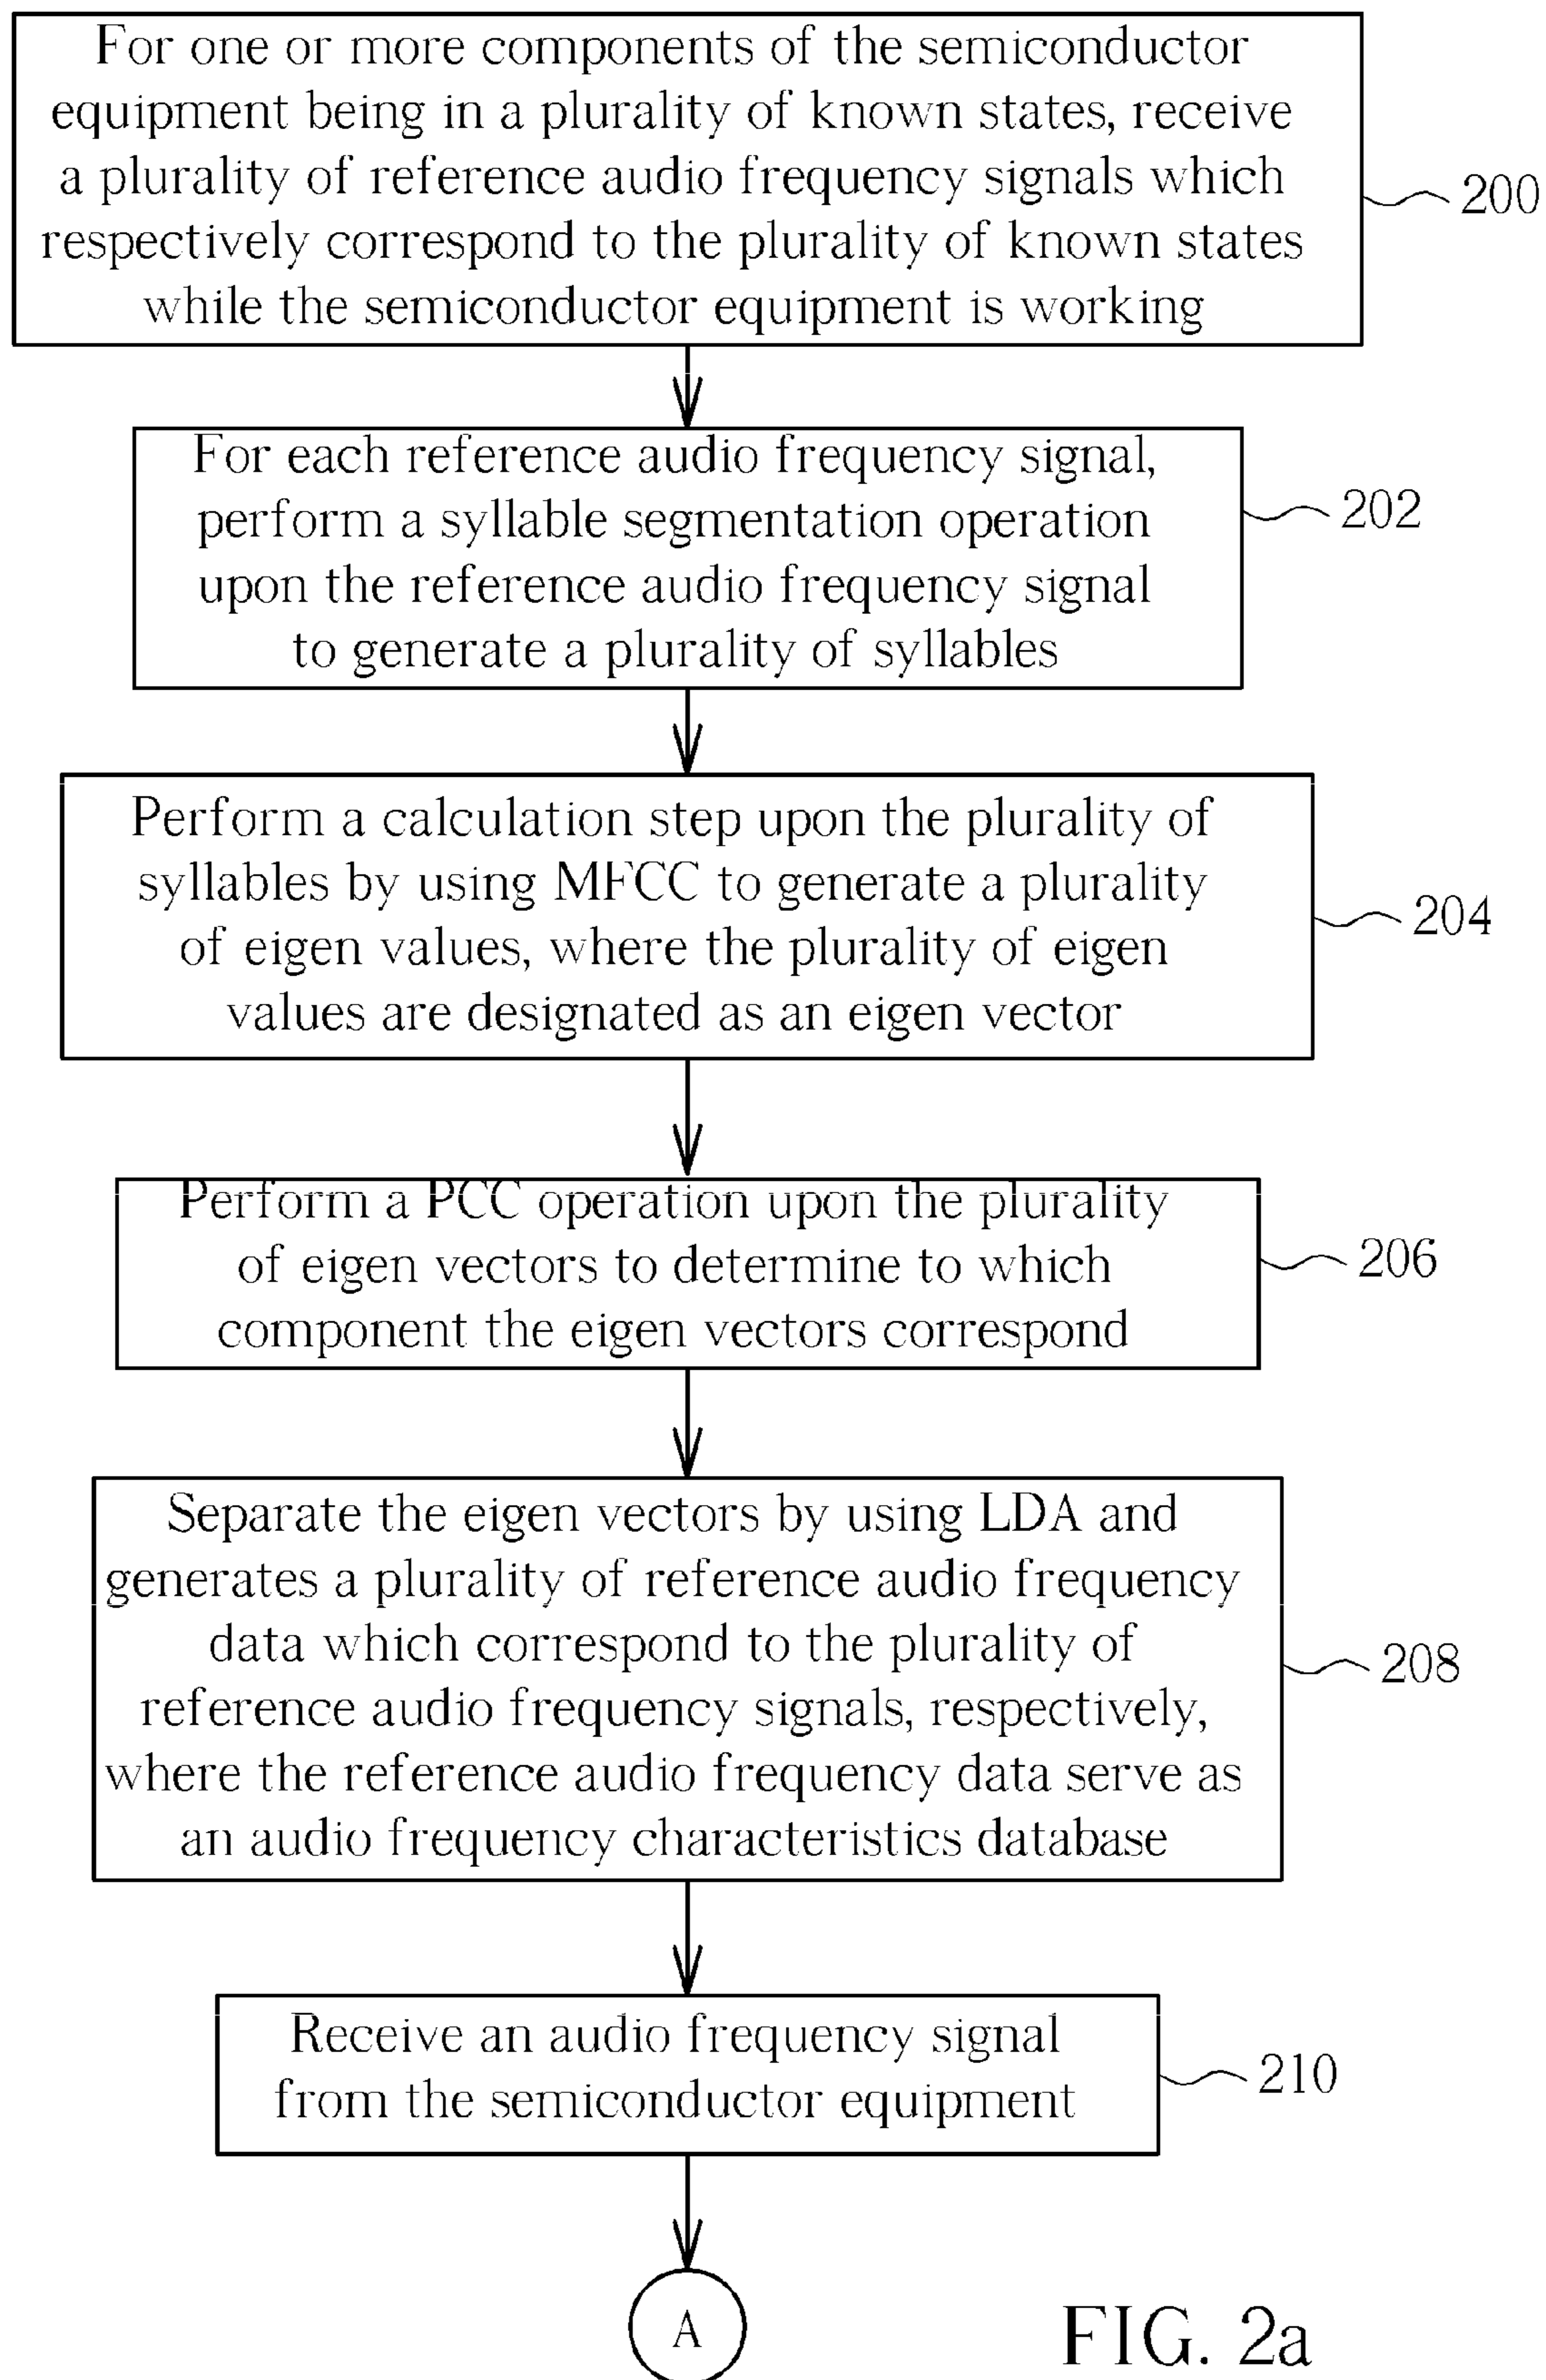 For one or more components of the semiconductor
equipment being in a plurality of known states, receive
a plurality of reference audio frequency signals which
respectively correspond to the plurality of known states
while the semiconductor equipment is working
200
For each reference audio frequency signal,
perform a syllable segmentation operation
upon the reference audio frequency signal
to generate a plurality of syllables
202
Perform a calculation step upon the plurality of
syllables by using MFCC to generate a plurality
of eigen values, where the plurality of eigen
values are designated as an eigen vector
204
Perform a PCC operation upon the plurality
of eigen vectors to determine to which
component the eigen vectors correspond
206
Separate the eigen vectors by using LDA and
generates a plurality of reference audio frequency
data which correspond to the plurality of
reference audio frequency signals, respectively,
where the reference audio frequency data serve as
an audio frequency characteristics database
208
Receive an audio frequency signal
from the semiconductor equipment
210
A
FIG. 2a